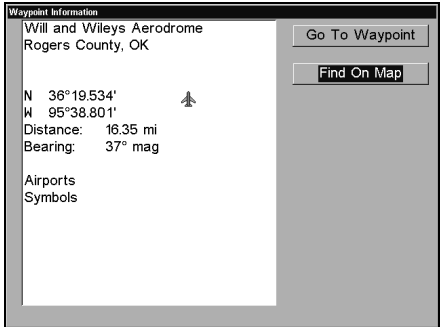 Waypoint Information
Will and Wileys Aerodrome
Rogers County, OK
N 36°19.534'
W 95°38.801'
Distance: 16.35 mi
Bearing: 37° mag
Airports
Symbols
Go To Waypoint
Find On Map